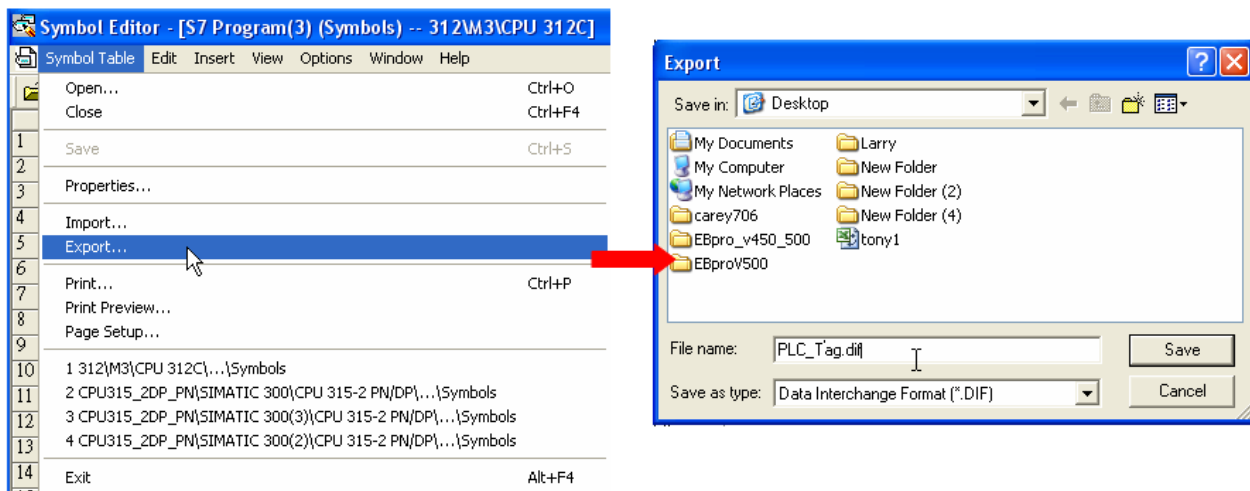 Symbol Editor - [S7 Program(3) (Symbols) -- 312\M3\CPU 312C]
Symbol Table Edit Insert View Options Window Help
Open... Ctrl+O
Close Ctrl+F4
1
Save Ctrl+S
2
Properties...
3
4
Import...
5
Export...
6
Print... Ctrl+P
7
Print Preview...
8
Page Setup...
9
10 1 312\M3\CPU 312C\...\Symbols
11 2 CPU315_2DP_PN\SIMATIC 300\CPU 315-2 PN/DP\...\Symbols
12 3 CPU315_2DP_PN\SIMATIC 300(3)\CPU 315-2 PN/DP\...\Symbols
13 4 CPU315_2DP_PN\SIMATIC 300(2)\CPU 315-2 PN/DP\...\Symbols
14 Exit Alt+F4
Export
Save in: Desktop
My Documents
My Computer
My Network Places
carey706
EBpro_v450_500
EBproV500
Larry
New Folder
New Folder (2)
New Folder (4)
tony1
File name: PLC_Tag.dif Save
Save as type: Data Interchange Format (*.DIF) Cancel